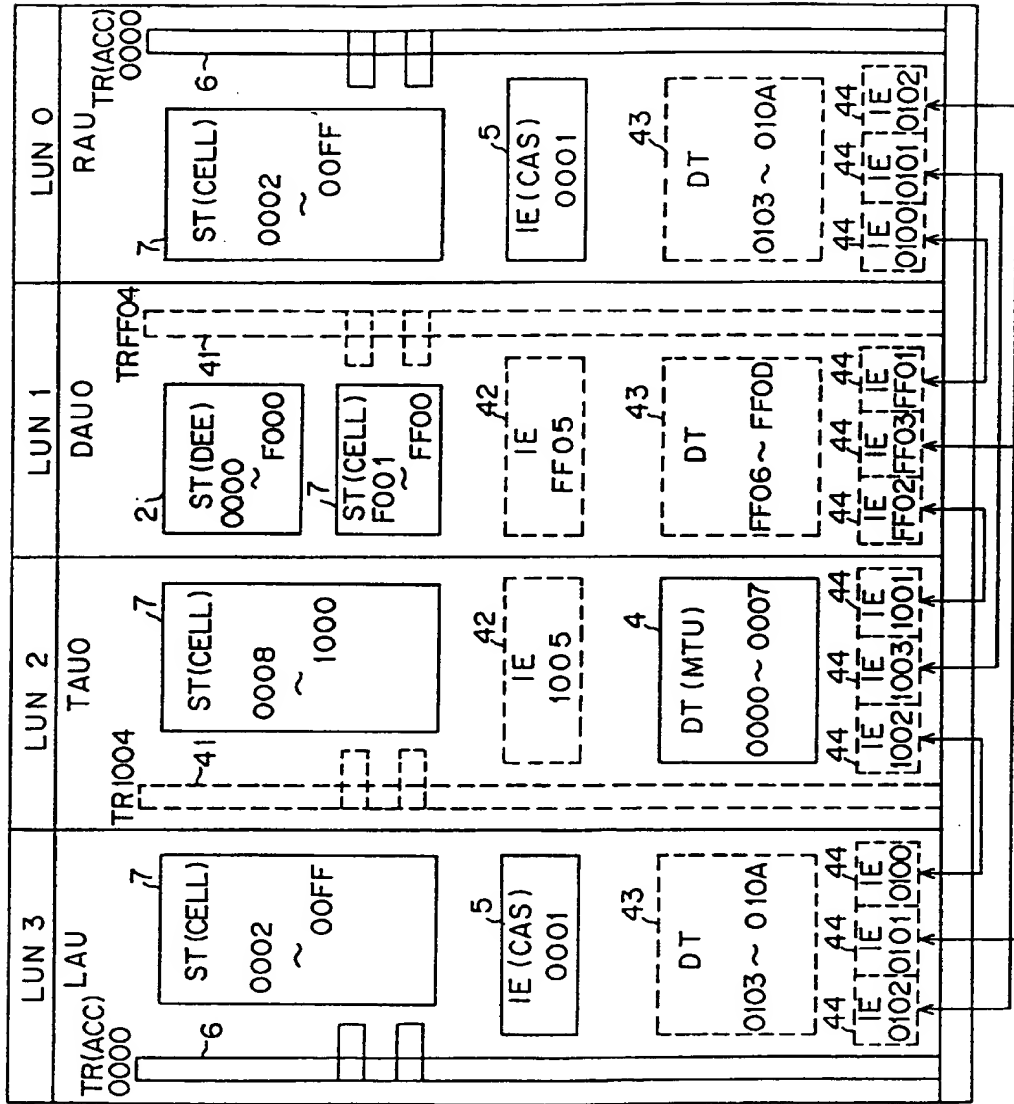 LUN 3
LAU
TR(ACC)
0000
6
7
ST(CELL)
0002
~
00FF
5
IE(CAS)
0001
43
DT
0103~010A
44
44
44
IE
0102
IE
0101
IE
0100
LUN 2
TAU0
TR1004
41
7
ST(CELL)
0008
~
1000
42
IE
1005
4
DT(MTU)
0000~0007
44
44
44
IE
1002
IE
1003
IE
1001
LUN 1
DAU0
TRFF04
41
2
ST(DEE)
0000
~
F000
7
ST(CELL)
F001
~
FF00
42
IE
FF05
43
DT
FF06~FF0D
44
44
44
IE
FF02
IE
FF03
IE
FF01
LUN 0
RAU
TR(ACC)
0000
6
7
ST(CELL)
0002
~
00FF
5
IE(CAS)
0001
43
DT
0103~010A
44
44
44
IE
0100
IE
0101
IE
0102